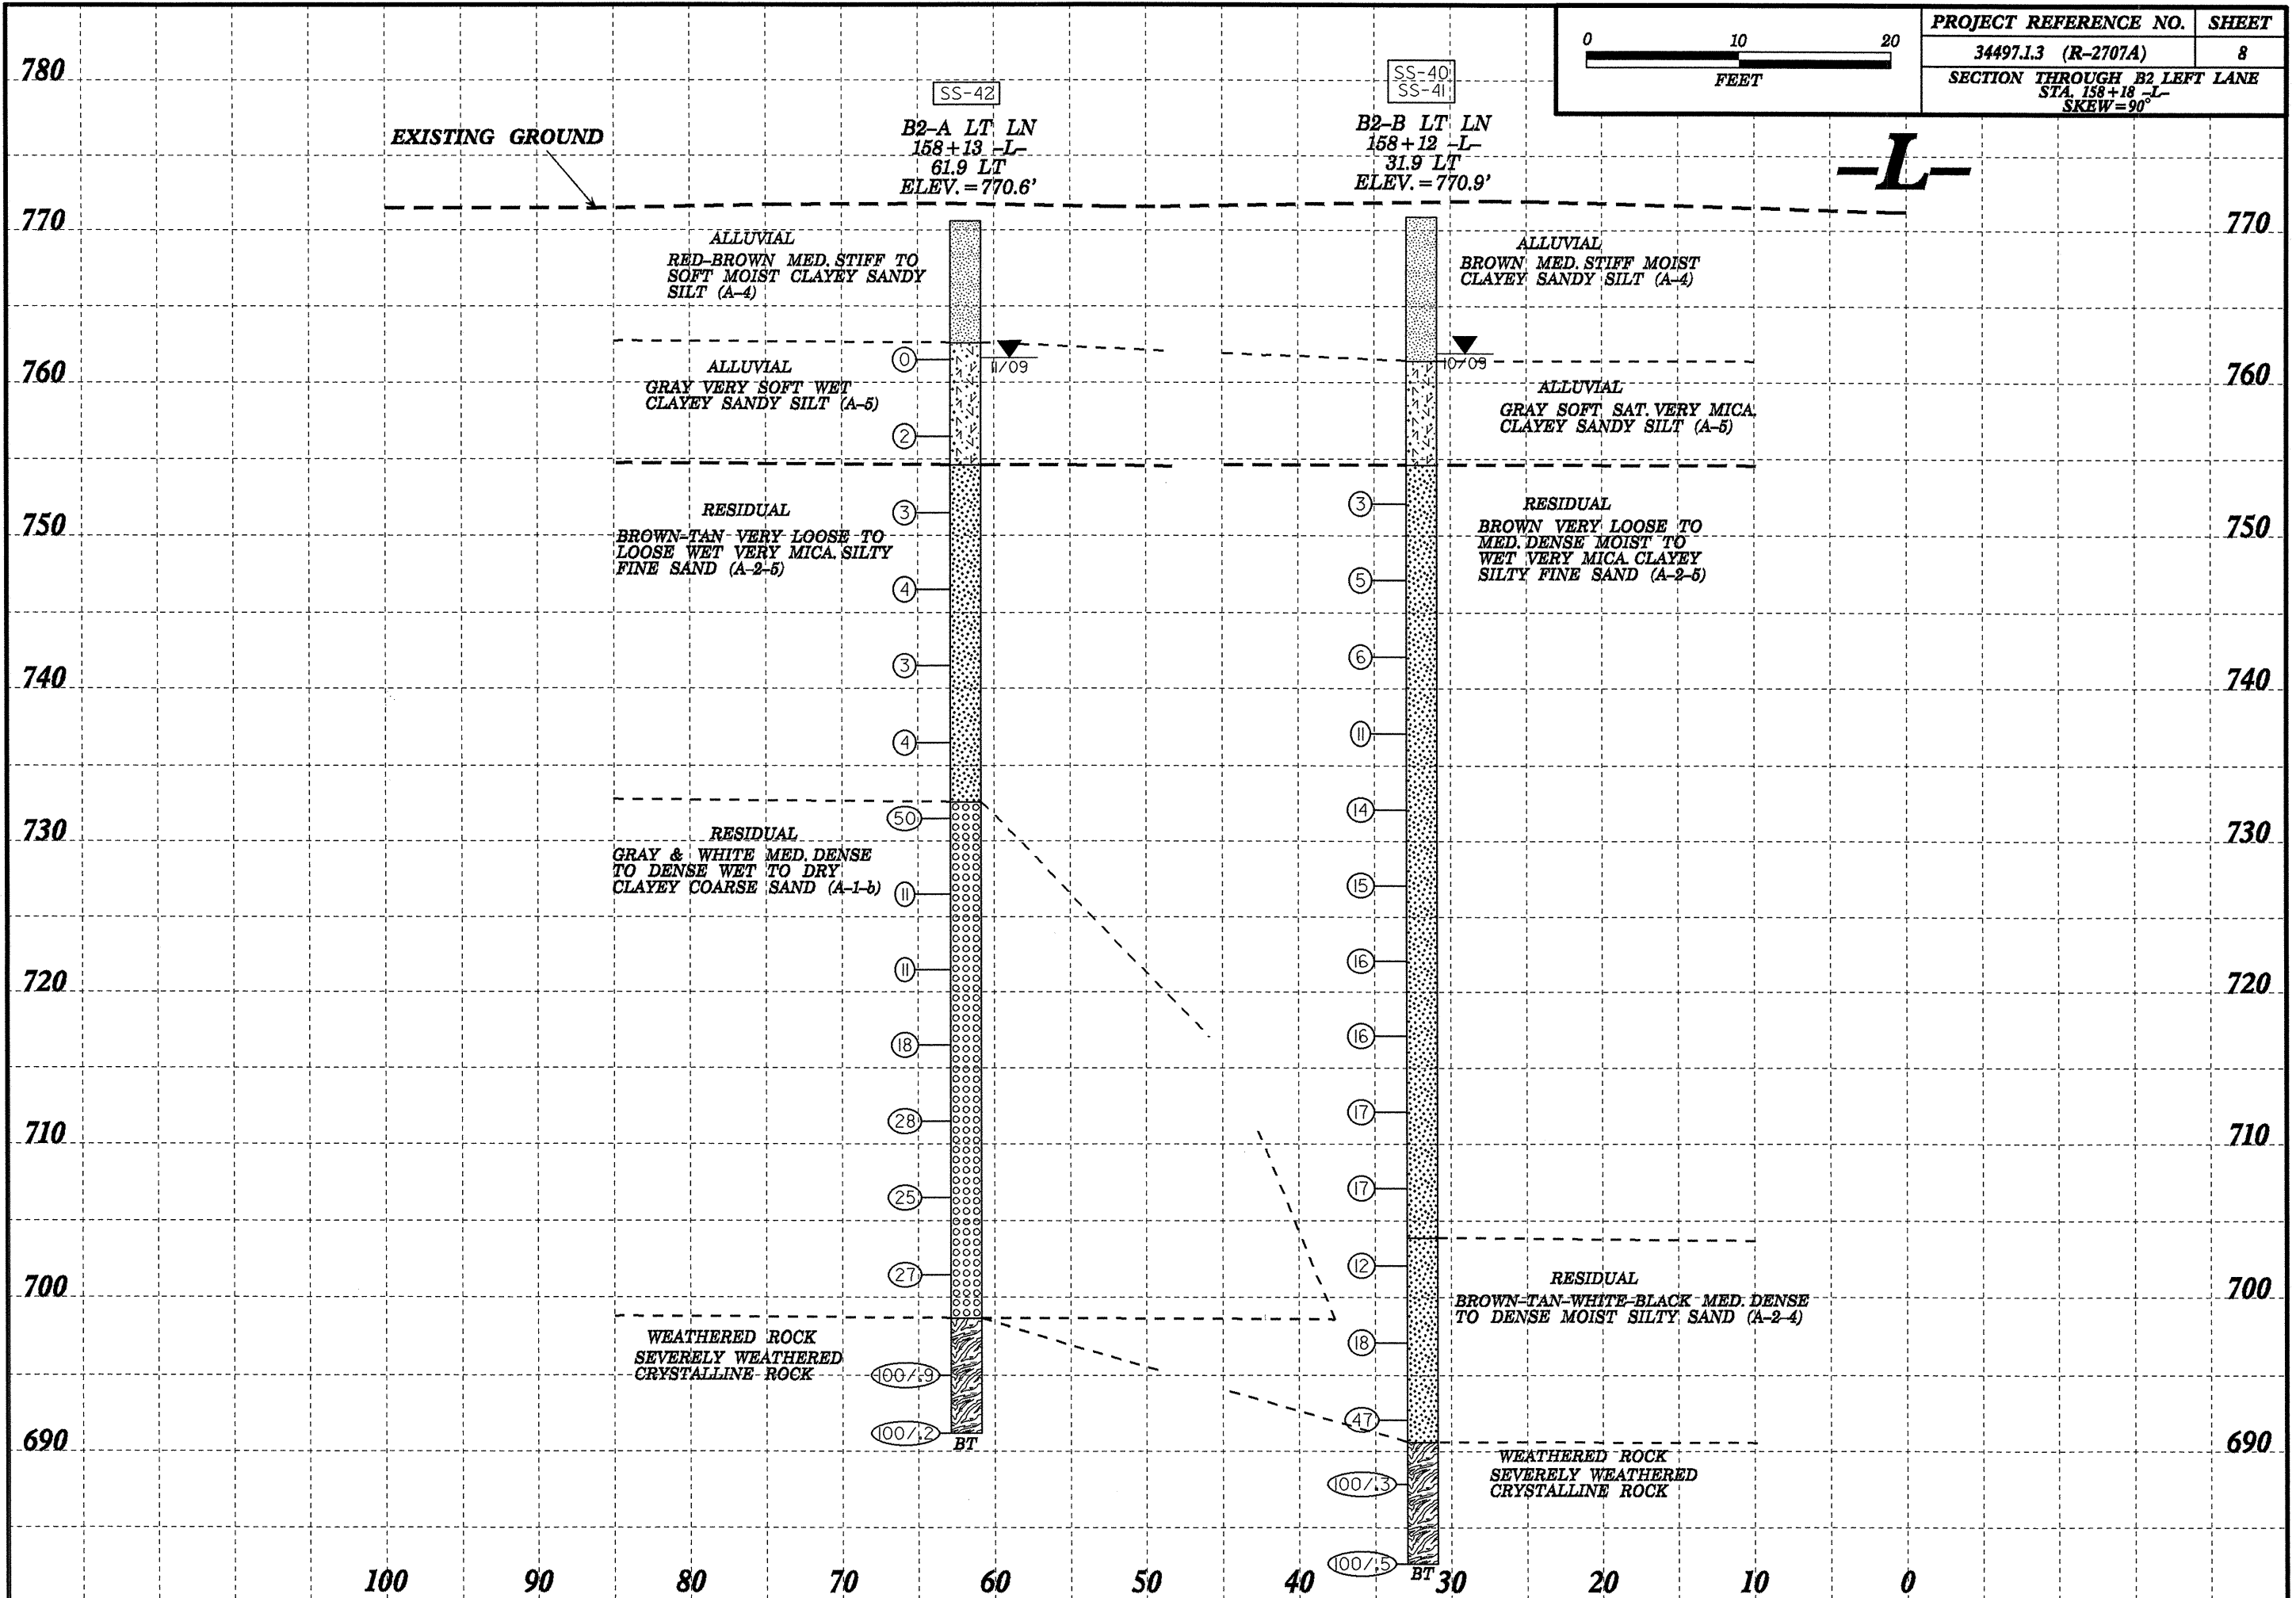 0 10 20
FEET
PROJECT REFERENCE NO. SHEET
34497.1.3 (R-2707A) 8
SECTION THROUGH B2 LEFT LANE
STA. 158+18 -L-
SKEW=90°
780
SS-42
B2-A LT LN
158+13 -L-
61.9 LT
ELEV.=770.6'
SS-40
SS-41
B2-B LT LN
158+12 -L-
31.9 LT
ELEV.=770.9'
EXISTING GROUND
-L-
770 770
ALLUVIAL
RED-BROWN MED. STIFF TO
SOFT MOIST CLAYEY SANDY
SILT (A-4)
ALLUVIAL
BROWN MED. STIFF MOIST
CLAYEY SANDY SILT (A-4)
0
11/09
10/09
760 760
ALLUVIAL
GRAY VERY SOFT WET
CLAYEY SANDY SILT (A-5)
2
ALLUVIAL
GRAY SOFT SAT. VERY MICA.
CLAYEY SANDY SILT (A-5)
750 750
RESIDUAL
BROWN-TAN VERY LOOSE TO
LOOSE WET VERY MICA. SILTY
FINE SAND (A-2-5)
3
4
3
4
3
5
6
11
14
15
16
16
17
17
RESIDUAL
BROWN VERY LOOSE TO
MED. DENSE MOIST TO
WET VERY MICA. CLAYEY
SILTY FINE SAND (A-2-5)
740 740
730 730
RESIDUAL
GRAY & WHITE MED. DENSE
TO DENSE WET TO DRY
CLAYEY COARSE SAND (A-1-b)
50
11
11
18
28
25
27
720 720
710 710
700 700
12
18
47
RESIDUAL
BROWN-TAN-WHITE-BLACK MED. DENSE
TO DENSE MOIST SILTY SAND (A-2-4)
WEATHERED ROCK
SEVERELY WEATHERED
CRYSTALLINE ROCK
100/.9
100/.2
BT
690 690
WEATHERED ROCK
SEVERELY WEATHERED
CRYSTALLINE ROCK
100/.3
100/.5
BT
100 90 80 70 60 50 40 30 20 10 0